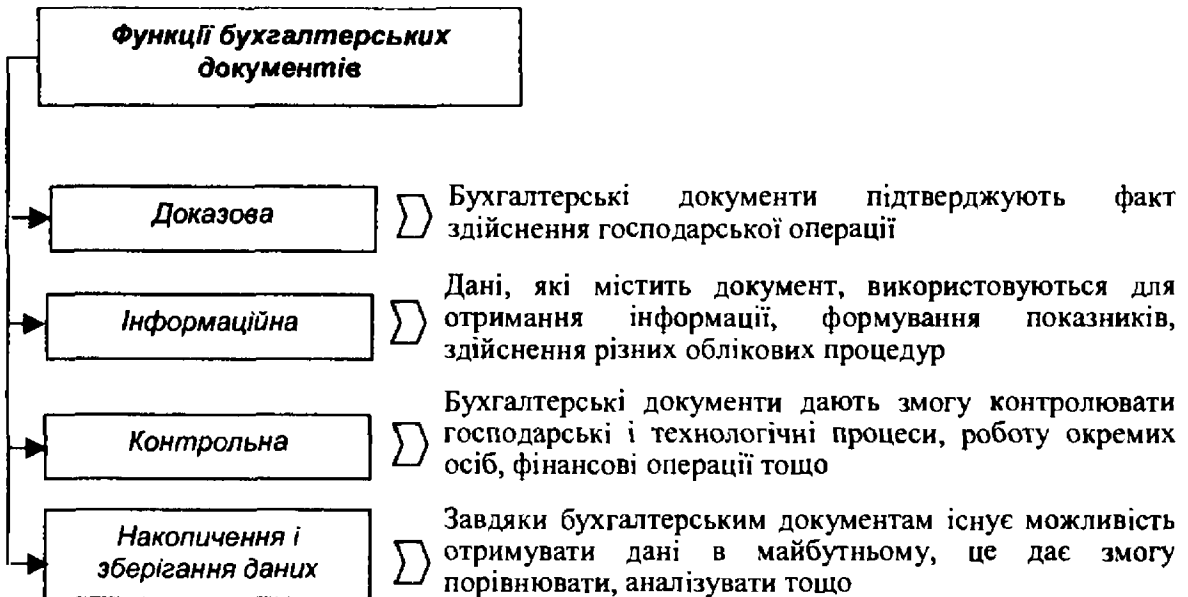 Функції бухгалтерських
документів
Доказова
Бухгалтерські документи підтверджують факт
здійснення господарської операції
Інформаційна
Дані, які містить документ, використовуються для
отримання інформації, формування показників,
здійснення різних облікових процедур
Контрольна
Бухгалтерські документи дають змогу контролювати
господарські і технологічні процеси, роботу окремих
осіб, фінансові операції тощо
Накопичення і
зберігання даних
Завдяки бухгалтерським документам існує можливість
отримувати дані в майбутньому, це дає змогу
порівнювати, аналізувати тощо